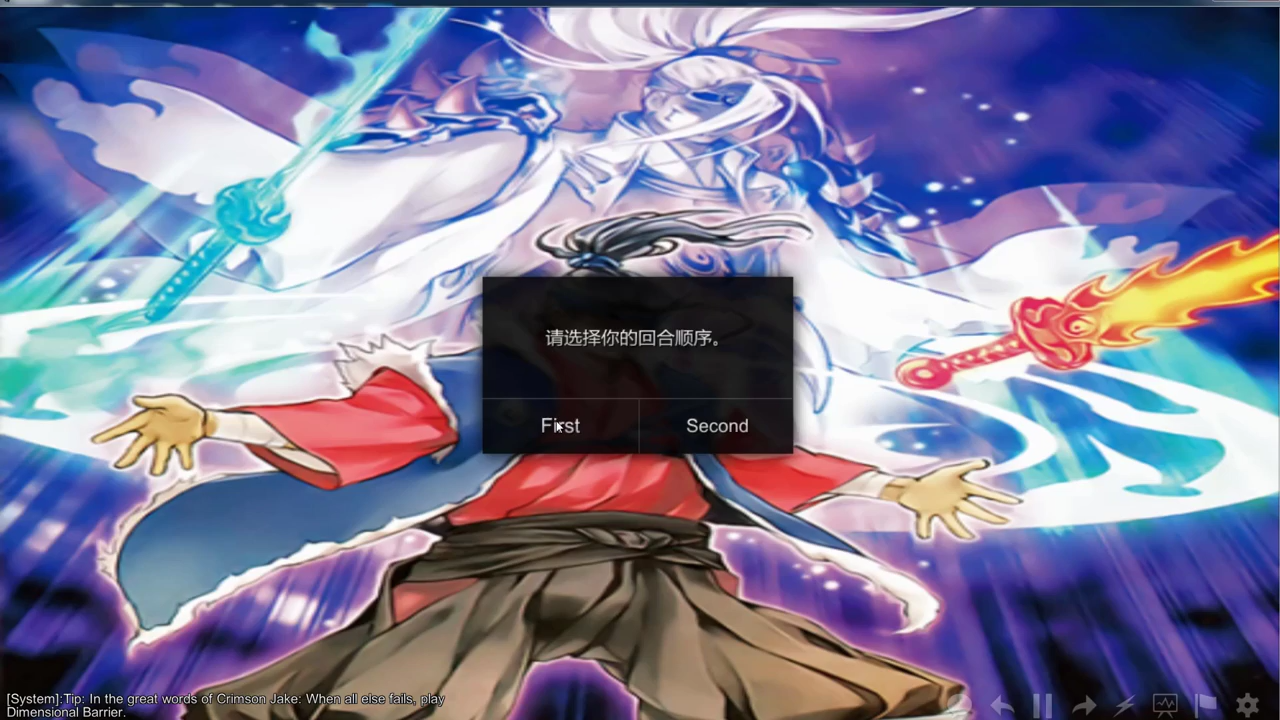 请选择你的回合顺序。
First
Second
[System]:Tip: In the great words of Crimson Jake: When all else fails, play
Dimensional Barrier.